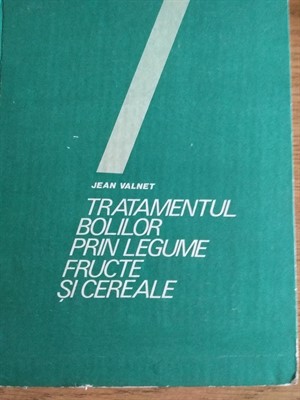 JEAN VALNET
TRATAMENTUL
BOLILOR
PRIN LEGUME
FRUCTE
ȘI CEREALE